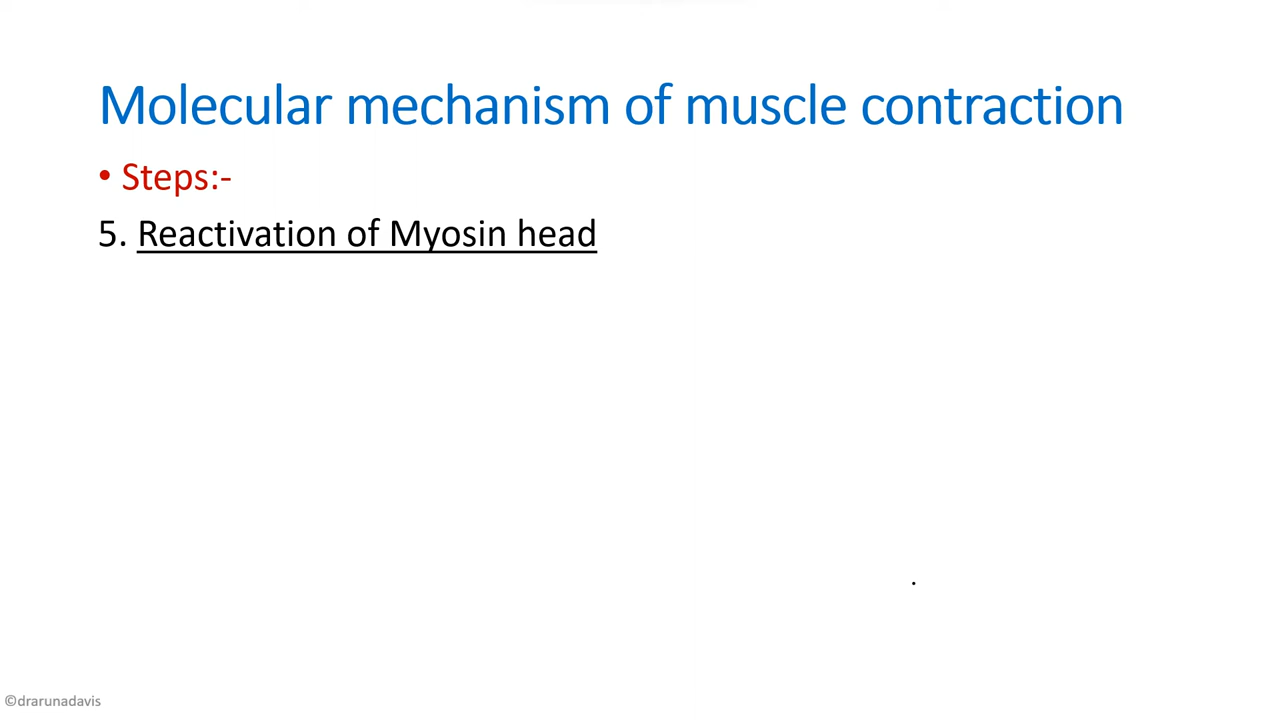 Molecular mechanism of muscle contraction
• Steps:-
5. Reactivation of Myosin head
.
©drarunadavis